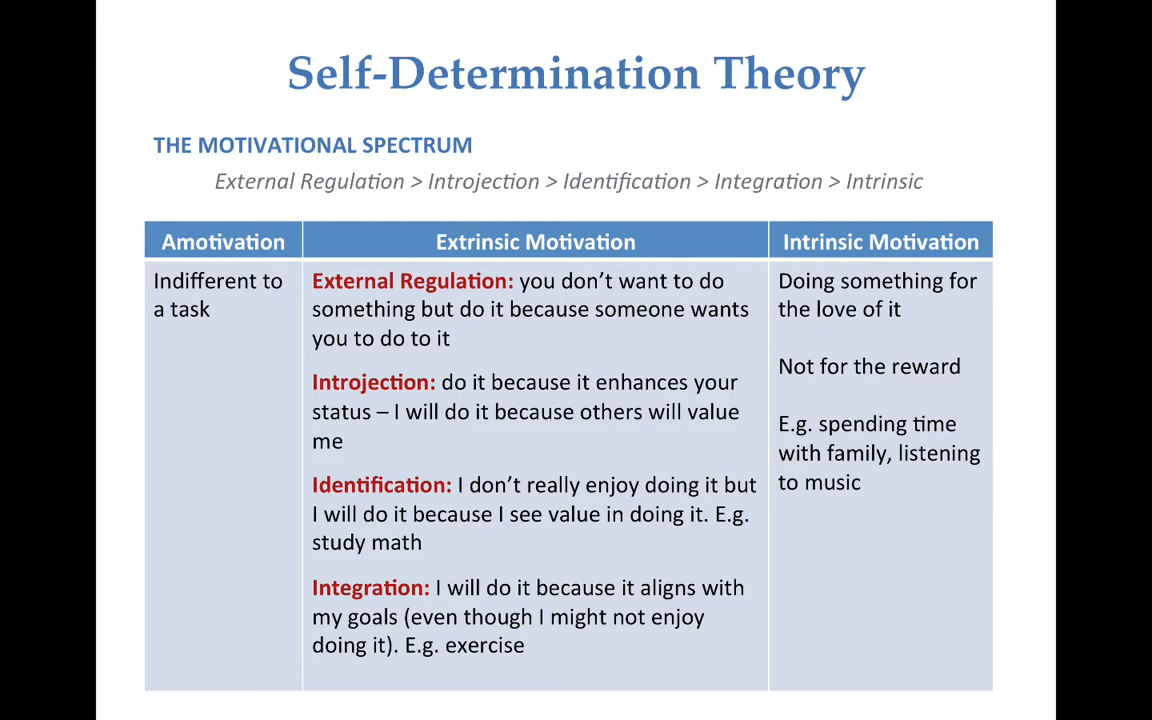 Self-Determination Theory
THE MOTIVATIONAL SPECTRUM
External Regulation > Introjection > Identification > Integration > Intrinsic
Amotivation
Indifferent to
a task
Extrinsic Motivation
External Regulation: you don’t want to do
something but do it because someone wants
you to do to it
Introjection: do it because it enhances your
status – I will do it because others will value
me
Identification: I don’t really enjoy doing it but
I will do it because I see value in doing it. E.g.
study math
Integration: I will do it because it aligns with
my goals (even though I might not enjoy
doing it). E.g. exercise
Intrinsic Motivation
Doing something for
the love of it
Not for the reward
E.g. spending time
with family, listening
to music